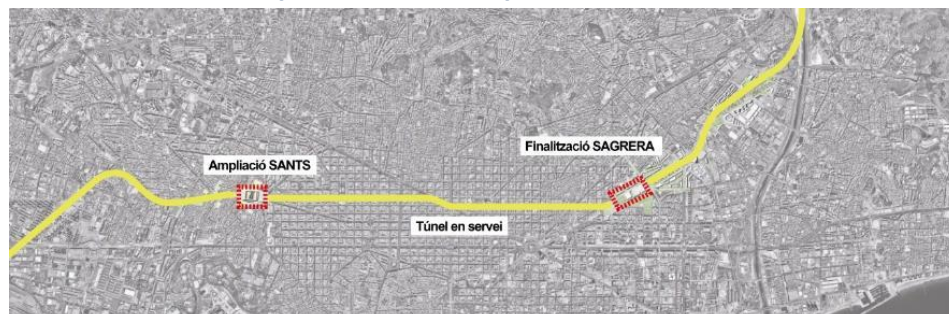 Finalització SAGRERA
Ampliació SANTS
Túnel en servei